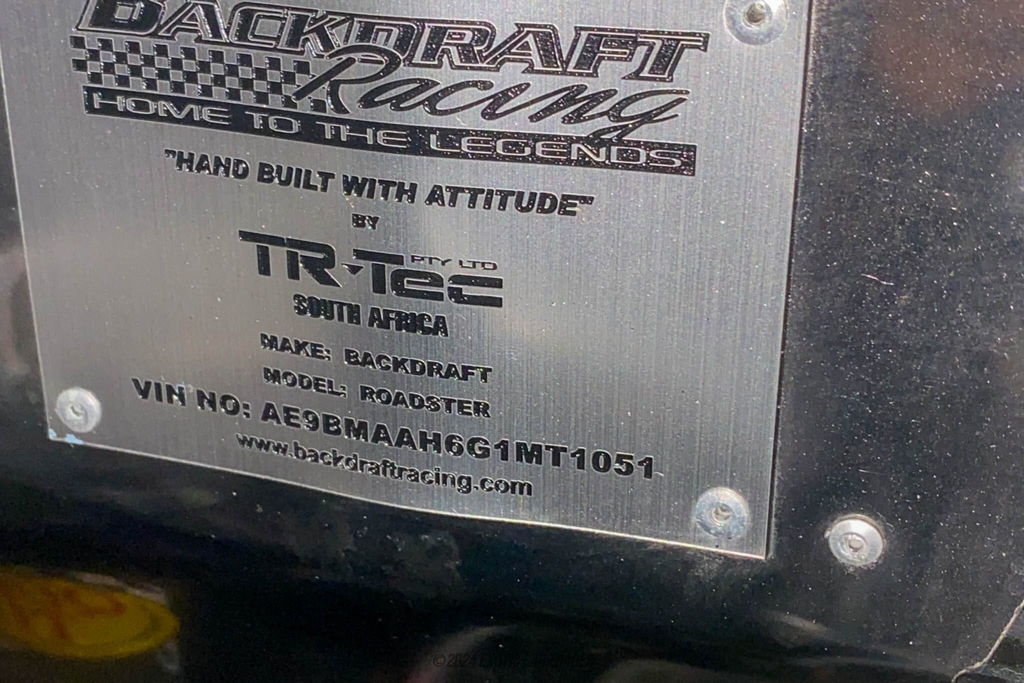 BACKDRAFT
Racing
HOME TO THE LEGENDS
"HAND BUILT WITH ATTITUDE"
BY
TR-Tec PTY LTD
SOUTH AFRICA
MAKE: BACKDRAFT
MODEL: ROADSTER
VIN NO: AE9BMAAH6G1MT1051
www.backdraftracing.com